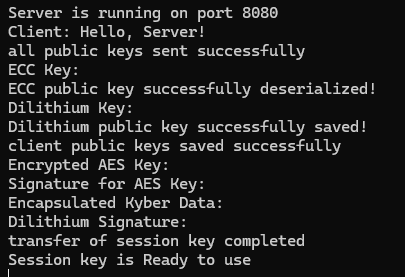 Server is running on port 8080
Client: Hello, Server!
all public keys sent successfully
ECC Key:
ECC public key successfully deserialized!
Dilithium Key:
Dilithium public key successfully saved!
client public keys saved successfully
Encrypted AES Key:
Signature for AES Key:
Encapsulated Kyber Data:
Dilithium Signature:
transfer of session key completed
Session key is Ready to use